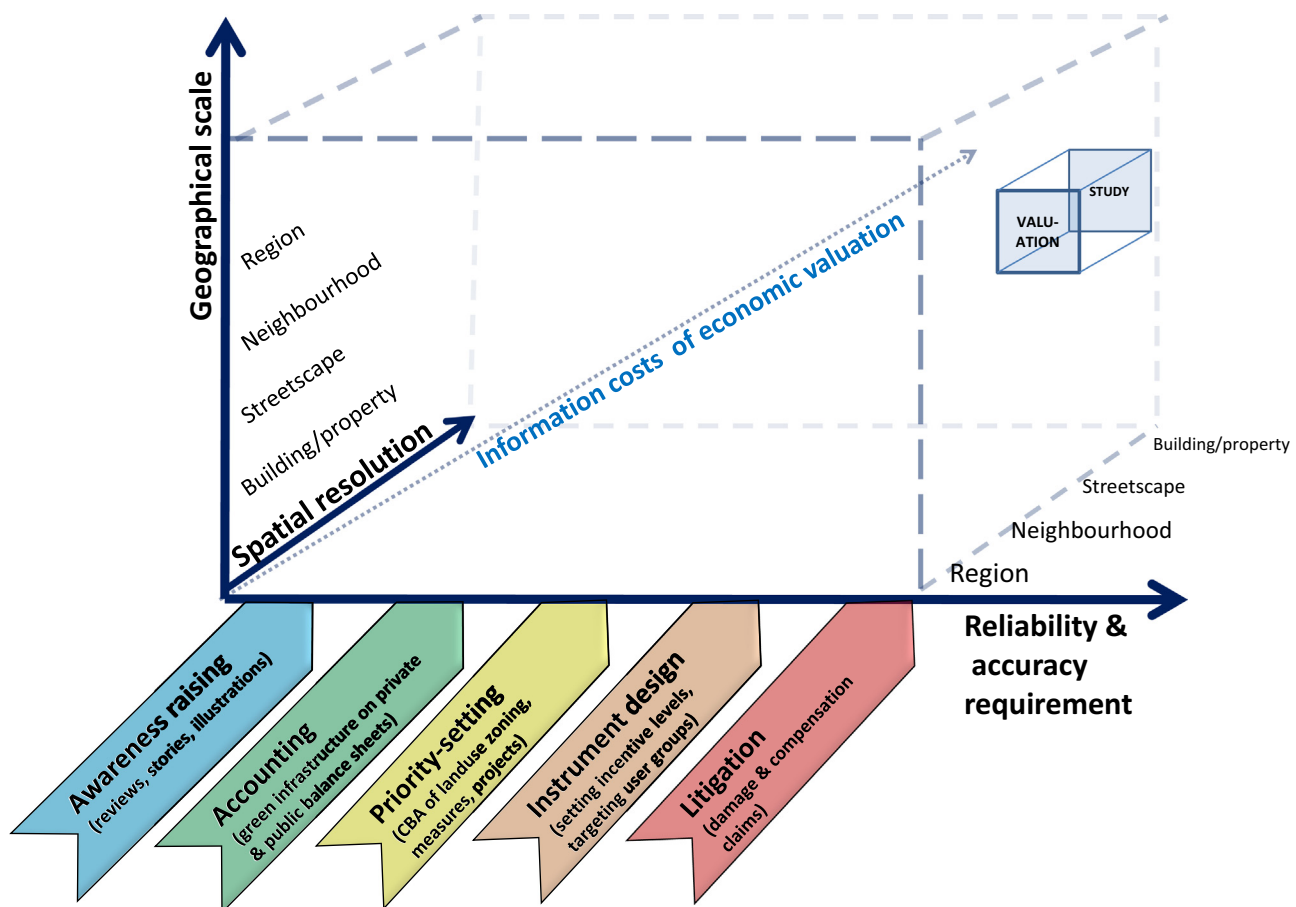 Geographical scale
Region
Neighbourhood
Streetscape
Building/property
Spatial resolution
Information costs of economic valuation
VALU-
ATION
STUDY
Building/property
Streetscape
Neighbourhood
Region
Reliability &
accuracy
requirement
Awareness raising
(reviews, stories, illustrations)
Accounting
(green infrastructure on private
& public balance sheets)
Priority-setting
(CBA of landuse zoning,
measures, projects)
Instrument design
(setting incentive levels,
targeting user groups)
Litigation
(damage & compensation
claims)